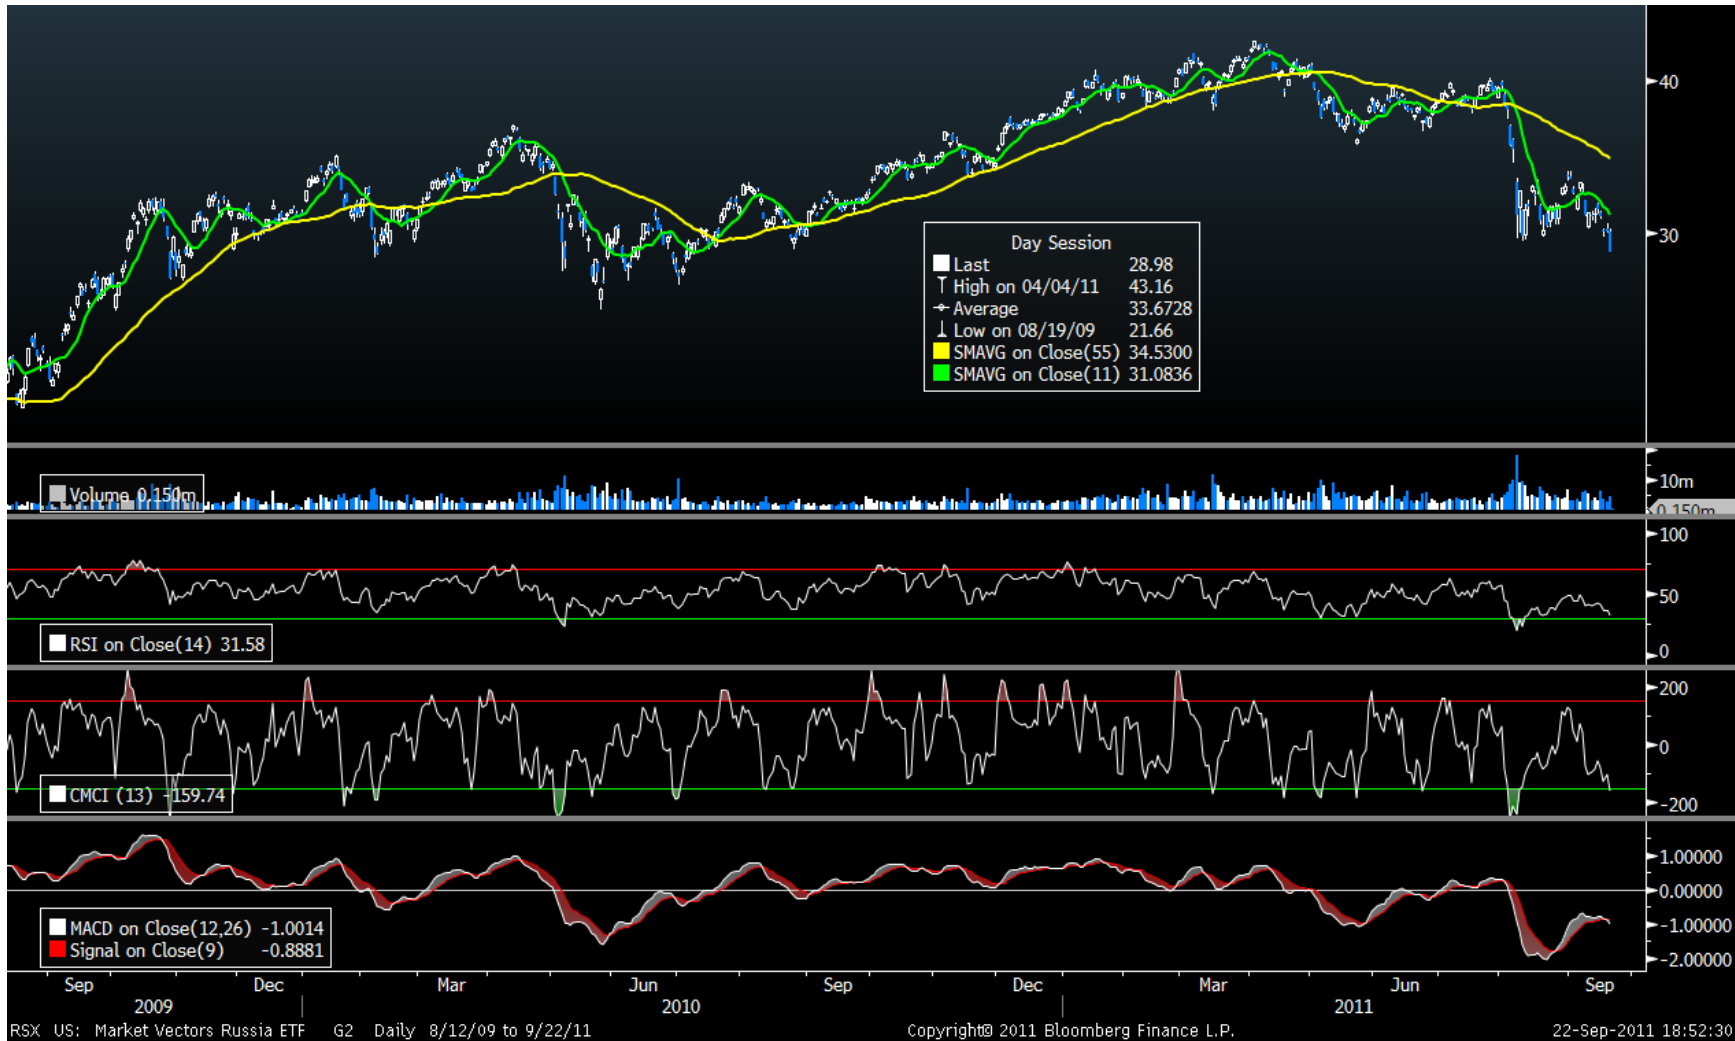 40
30
Day Session
Last 28.98
High on 04/04/11 43.16
Average 33.6728
Low on 08/19/09 21.66
SMAVG on Close(55) 34.5300
SMAVG on Close(11) 31.0836
Volume 0.150m
10m
0.150m
100
50
0
RSI on Close(14) 31.58
200
0
-200
CMCI (13) -159.74
1.00000
0.00000
-1.00000
-2.00000
MACD on Close(12,26) -1.0014
Signal on Close(9) -0.8881
Sep Dec Mar Jun Sep Dec Mar Jun Sep
2009 2010 2011
RSX US: Market Vectors Russia ETF G2 Daily 8/12/09 to 9/22/11 Copyright© 2011 Bloomberg Finance L.P. 22-Sep-2011 18:52:30